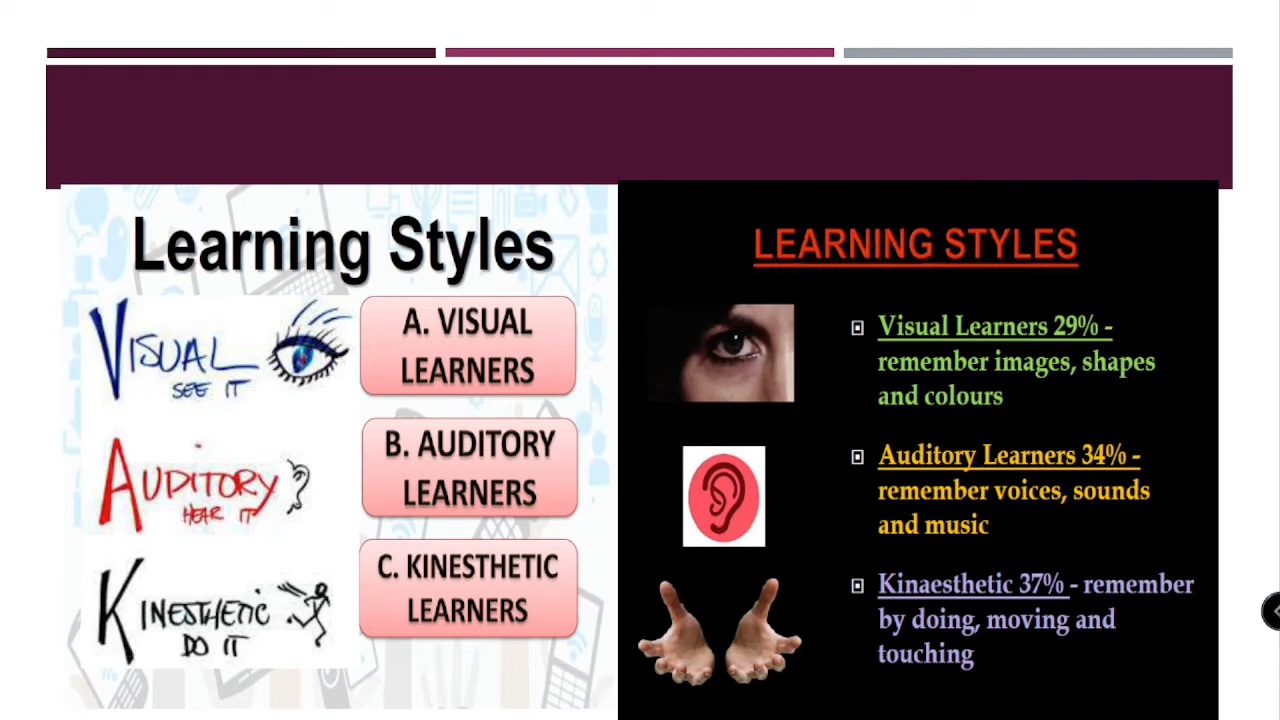 Learning Styles
VISUAL
SEE IT
A. VISUAL
LEARNERS
AUDITORY
HEAR IT
B. AUDITORY
LEARNERS
KINESTHETIC
DO IT
C. KINESTHETIC
LEARNERS
LEARNING STYLES
Visual Learners 29% -
remember images, shapes
and colours
Auditory Learners 34% -
remember voices, sounds
and music
Kinaesthetic 37% - remember
by doing, moving and
touching